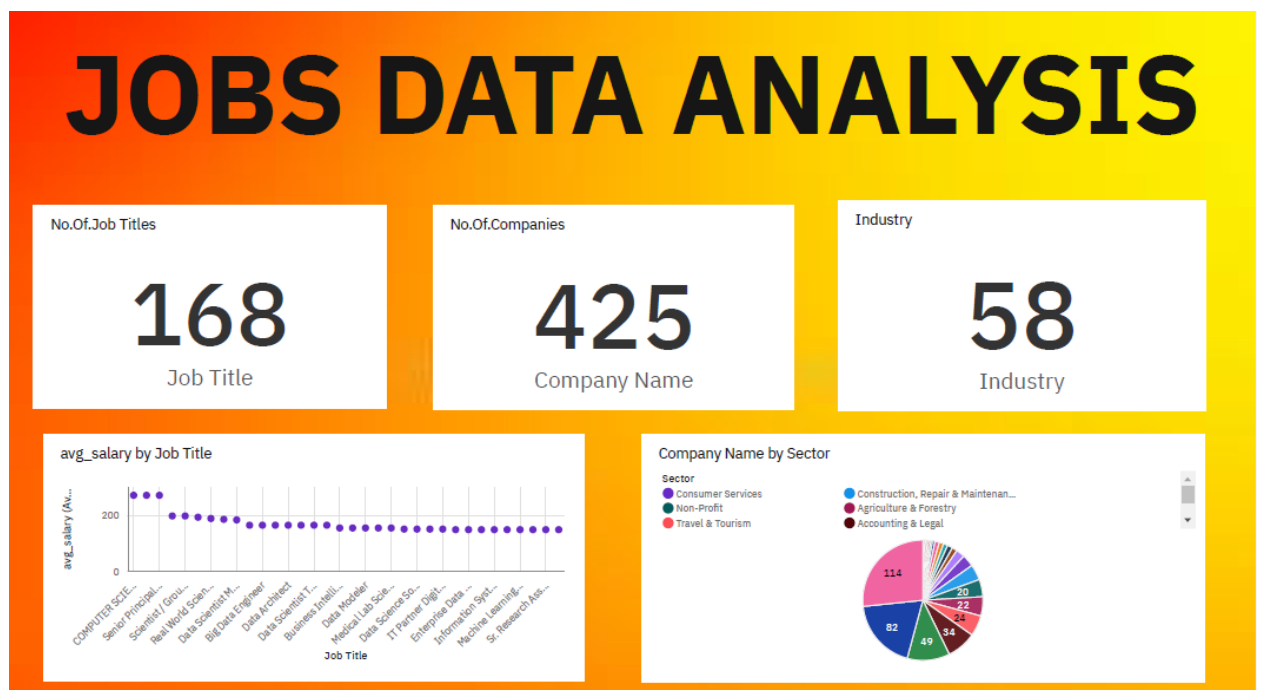 JOBS DATA ANALYSIS
No.Of.Job Titles
168
Job Title
No.Of.Companies
425
Company Name
Industry
58
Industry
avg_salary by Job Title
avg_salary (Av...
200
0
COMPUTER SCIE...
Senior Principal...
Scientist / Grou...
Real World Scien...
Data Scientist M...
Big Data Engineer
Data Architect
Data Scientist T...
Business Intelli...
Data Modeler
Medical Lab Scie...
Data Science So...
IT Partner Digit...
Enterprise Data ...
Information Syst...
Machine Learning...
Sr. Research Ass...
Job Title
Company Name by Sector
Sector
Consumer Services
Construction, Repair & Maintenan...
Non-Profit
Agriculture & Forestry
Travel & Tourism
Accounting & Legal
114
82
49
34
24
22
20